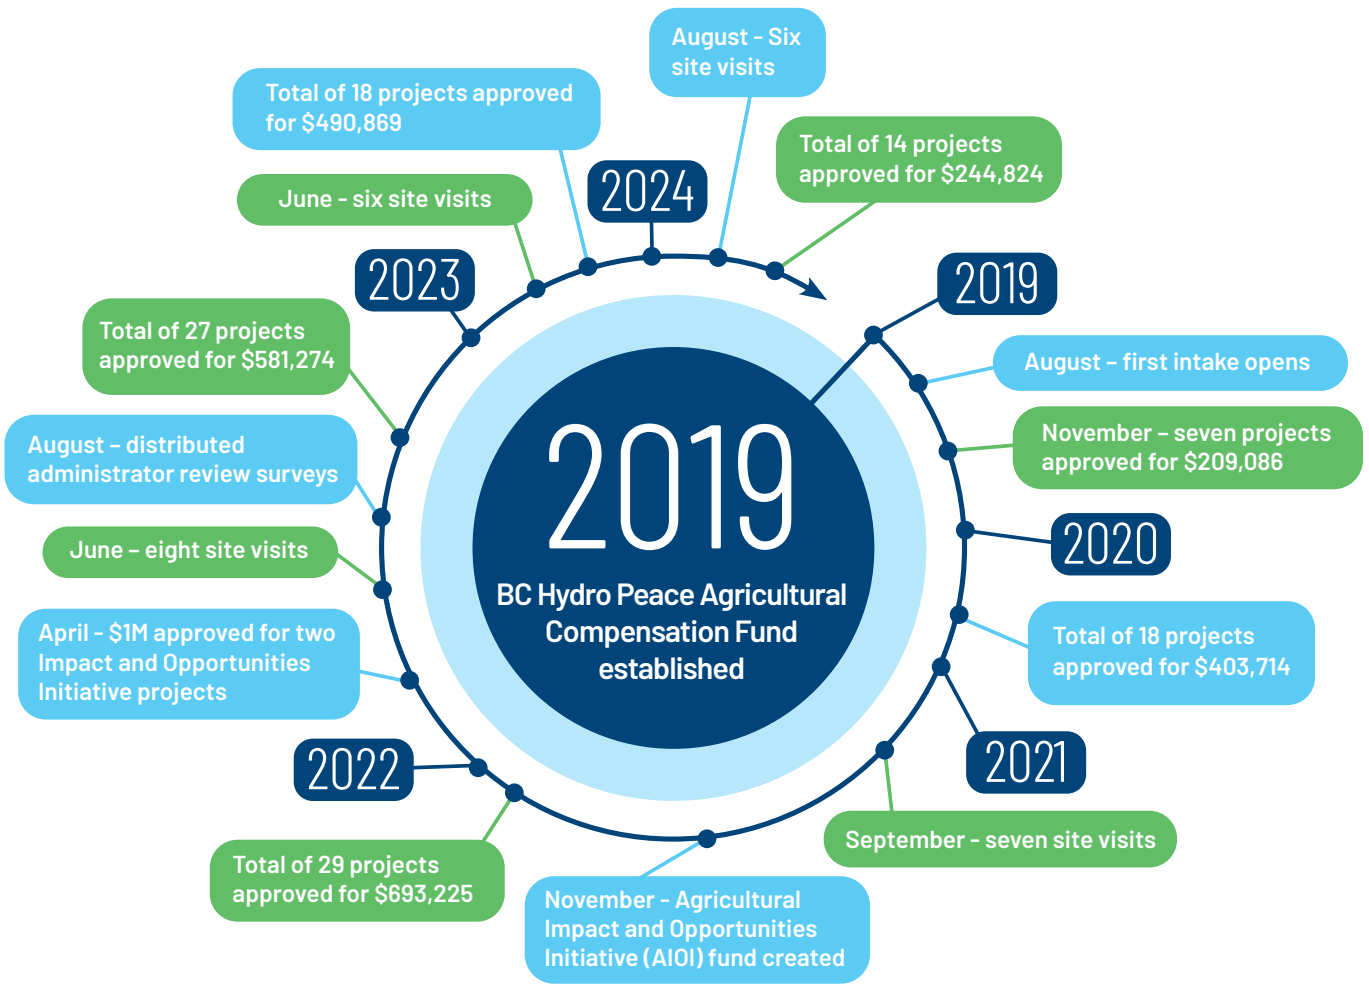 2019
BC Hydro Peace Agricultural
Compensation Fund
established
2019
August – first intake opens
November – seven projects
approved for $209,086
2020
Total of 18 projects
approved for $403,714
2021
September - seven site visits
November - Agricultural
Impact and Opportunities
Initiative (AIOI) fund created
Total of 29 projects
approved for $693,225
2022
April - $1M approved for two
Impact and Opportunities
Initiative projects
June – eight site visits
August – distributed
administrator review surveys
Total of 27 projects
approved for $581,274
2023
June - six site visits
Total of 18 projects approved
for $490,869
2024
August - Six
site visits
Total of 14 projects
approved for $244,824